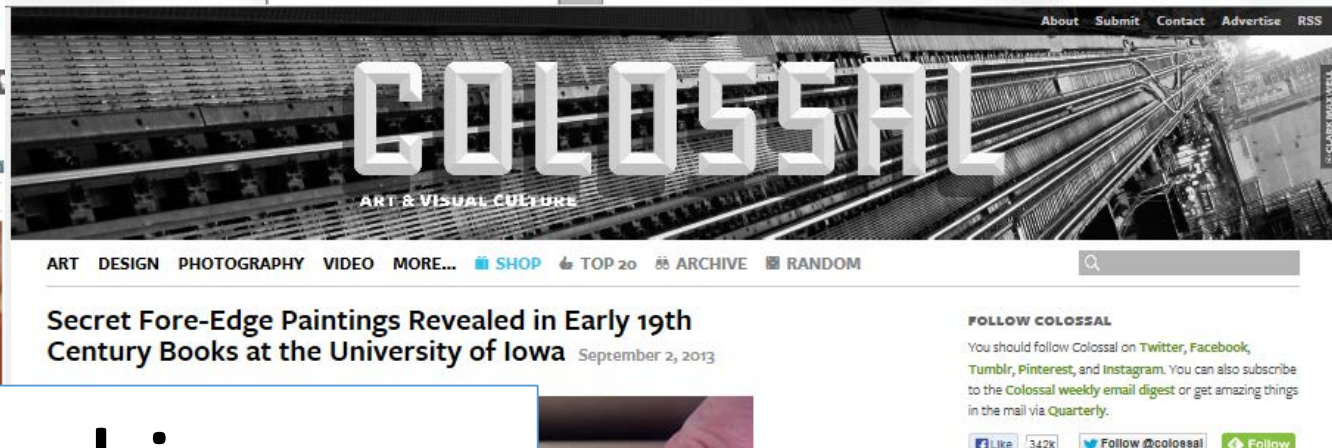 About Submit Contact Advertise RSS
COLOSSAL
ART & VISUAL CULTURE
© CLARK MAXWELL
ART DESIGN PHOTOGRAPHY VIDEO MORE... SHOP TOP 20 ARCHIVE RANDOM
Secret Fore-Edge Paintings Revealed in Early 19th
Century Books at the University of Iowa September 2, 2013
FOLLOW COLOSSAL
You should follow Colossal on Twitter, Facebook,
Tumblr, Pinterest, and Instagram. You can also subscribe
to the Colossal weekly email digest or get amazing things
in the mail via Quarterly.
Like 342k Follow @colossal Follow